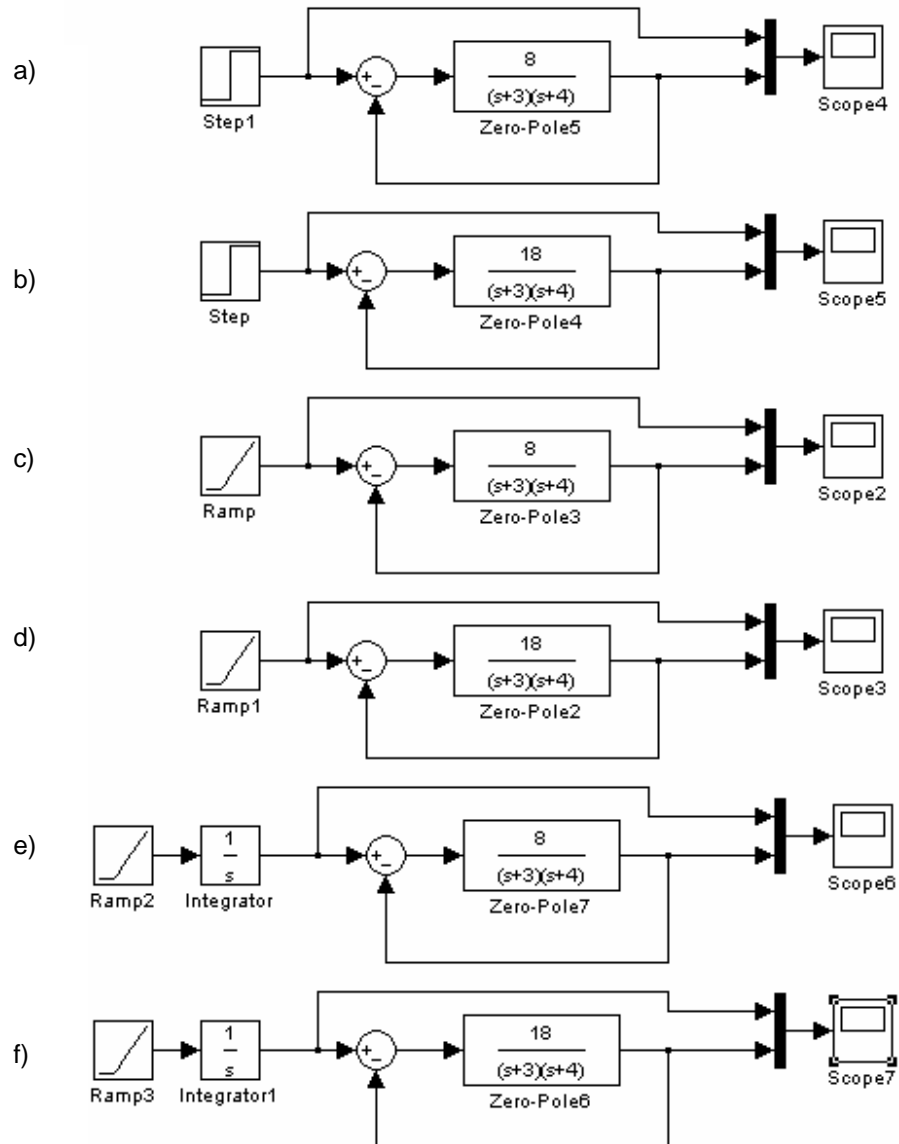 a)
Step1
+
−
8
(s+3)(s+4)
Zero-Pole5
Scope4
b)
Step
+
−
18
(s+3)(s+4)
Zero-Pole4
Scope5
c)
Ramp
+
−
8
(s+3)(s+4)
Zero-Pole3
Scope2
d)
Ramp1
+
−
18
(s+3)(s+4)
Zero-Pole2
Scope3
e)
Ramp2
1
s
Integrator
+
−
8
(s+3)(s+4)
Zero-Pole7
Scope6
f)
Ramp3
1
s
Integrator1
+
−
18
(s+3)(s+4)
Zero-Pole6
Scope7